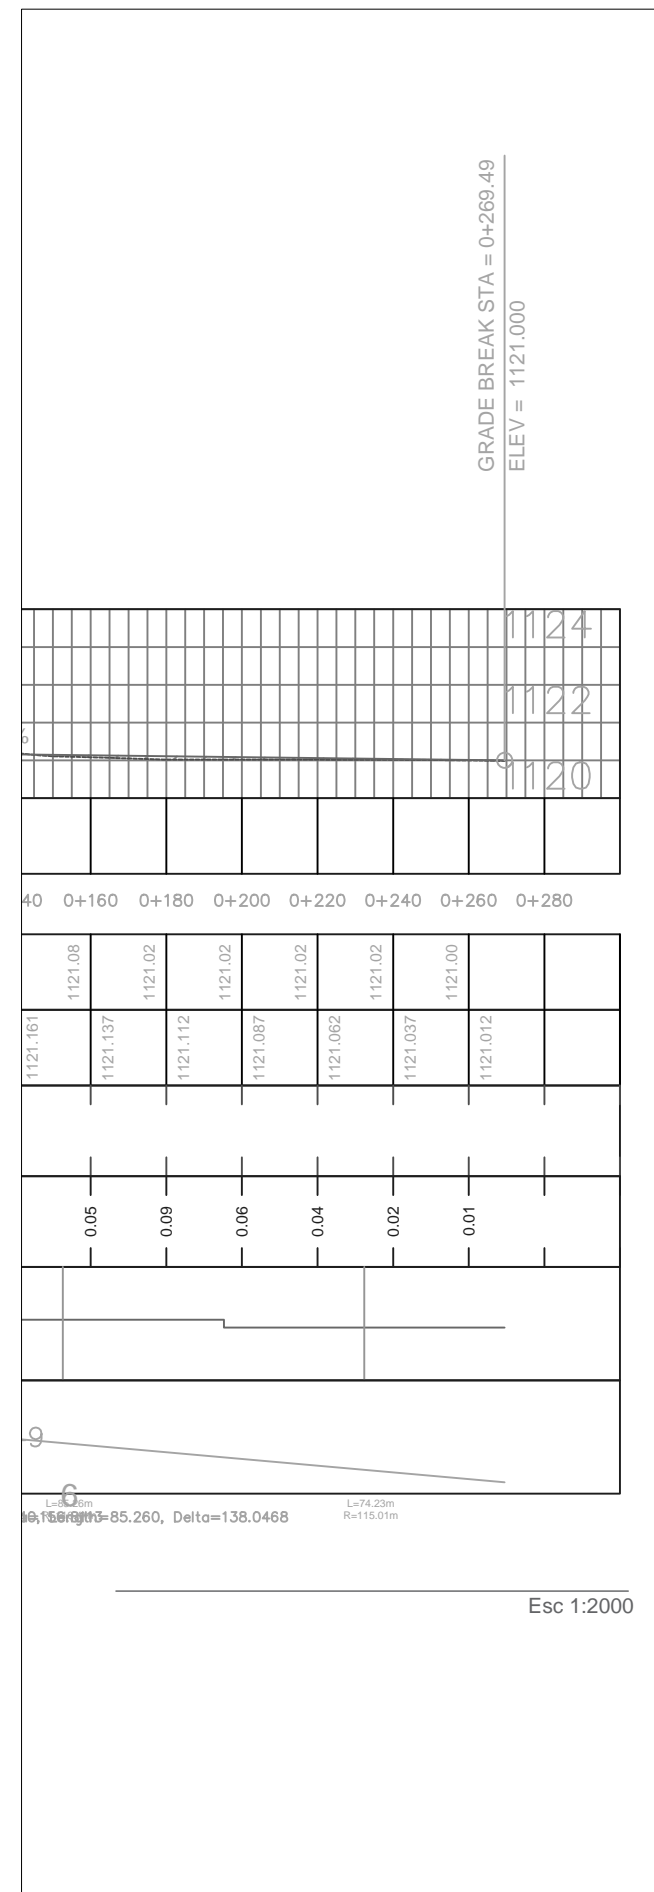 GRADE BREAK STA = 0+269.49
ELEV = 1121.000
1124
1122
%
1120
40 0+160 0+180 0+200 0+220 0+240 0+260 0+280
1121.08 1121.02 1121.02 1121.02 1121.02 1121.00
1121.161 1121.137 1121.112 1121.087 1121.062 1121.037 1121.012
0.05 0.09 0.06 0.04 0.02 0.01
9
6
L=85.26m L=74.23m
R=115.01m
Length=85.260, Delta=138.0468
Esc 1:2000